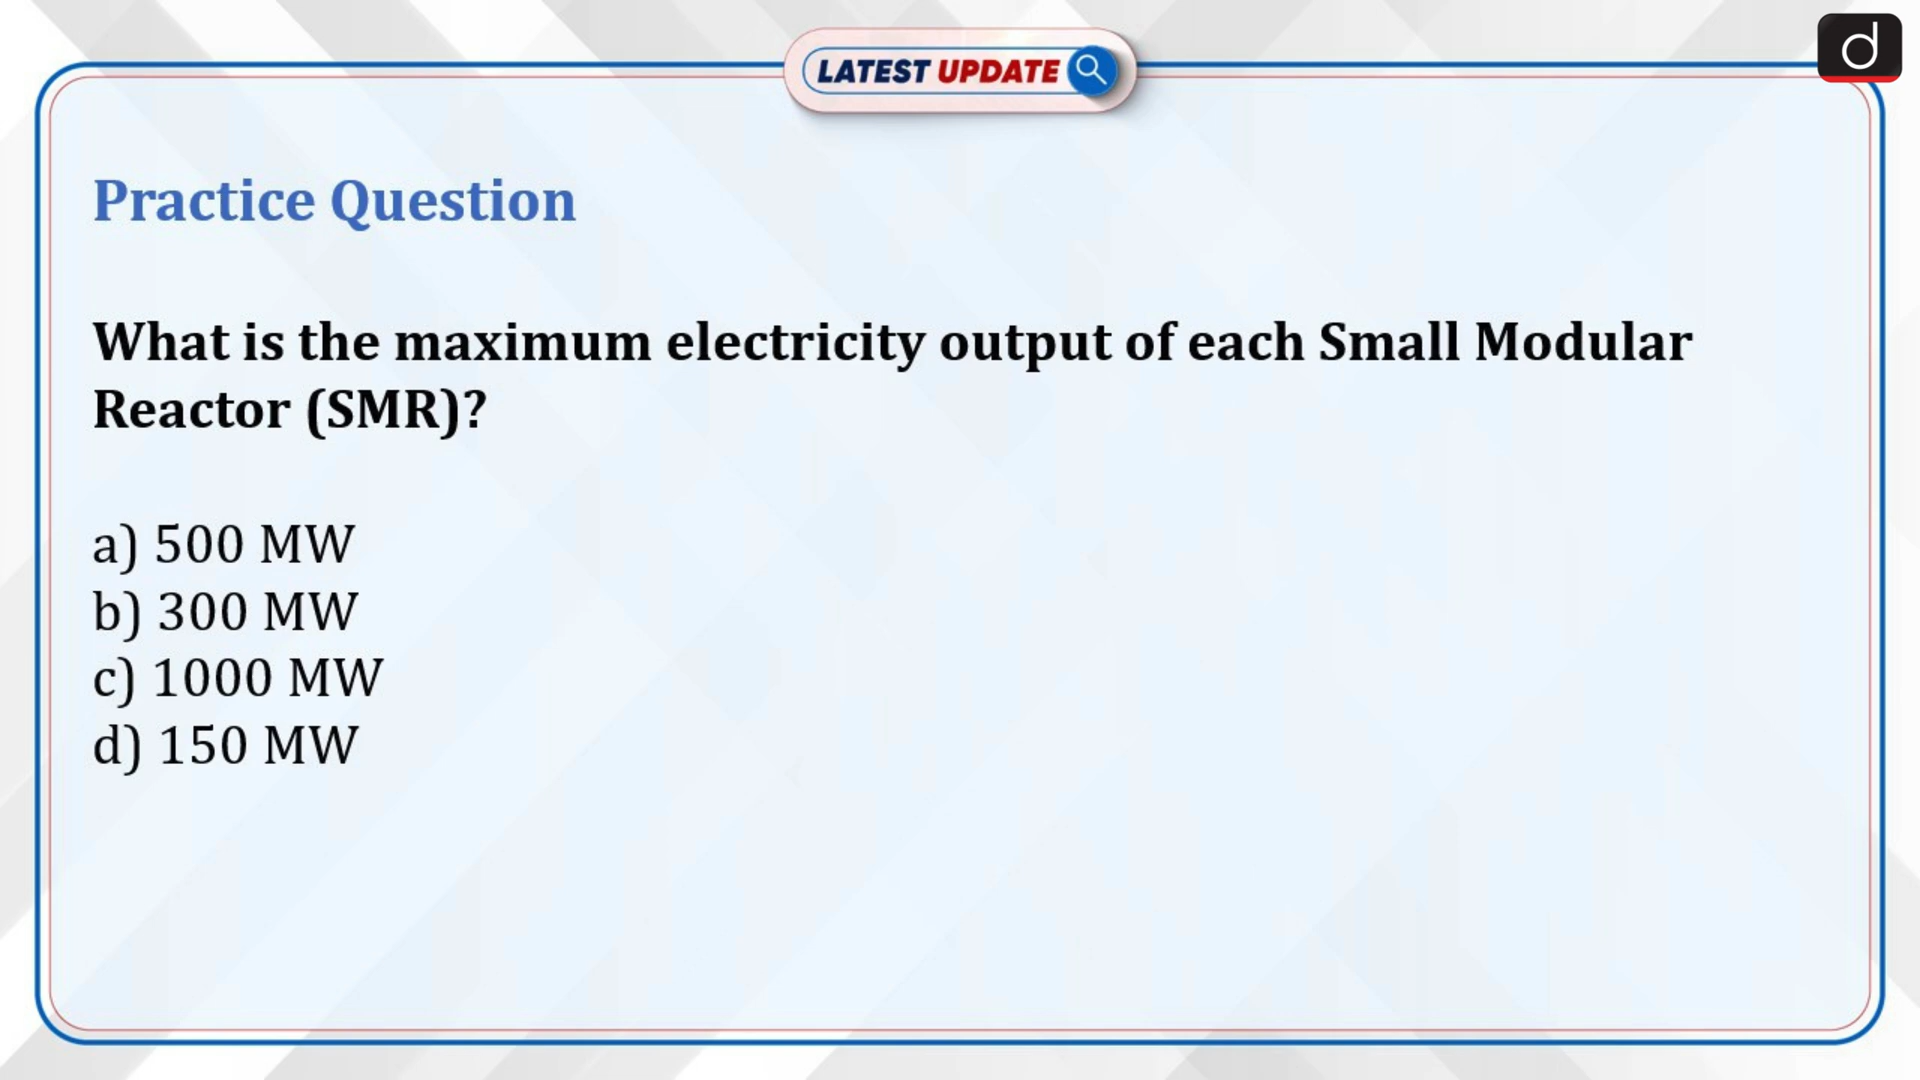 LATEST UPDATE
d
Practice Question
What is the maximum electricity output of each Small Modular
Reactor (SMR)?
a) 500 MW
b) 300 MW
c) 1000 MW
d) 150 MW